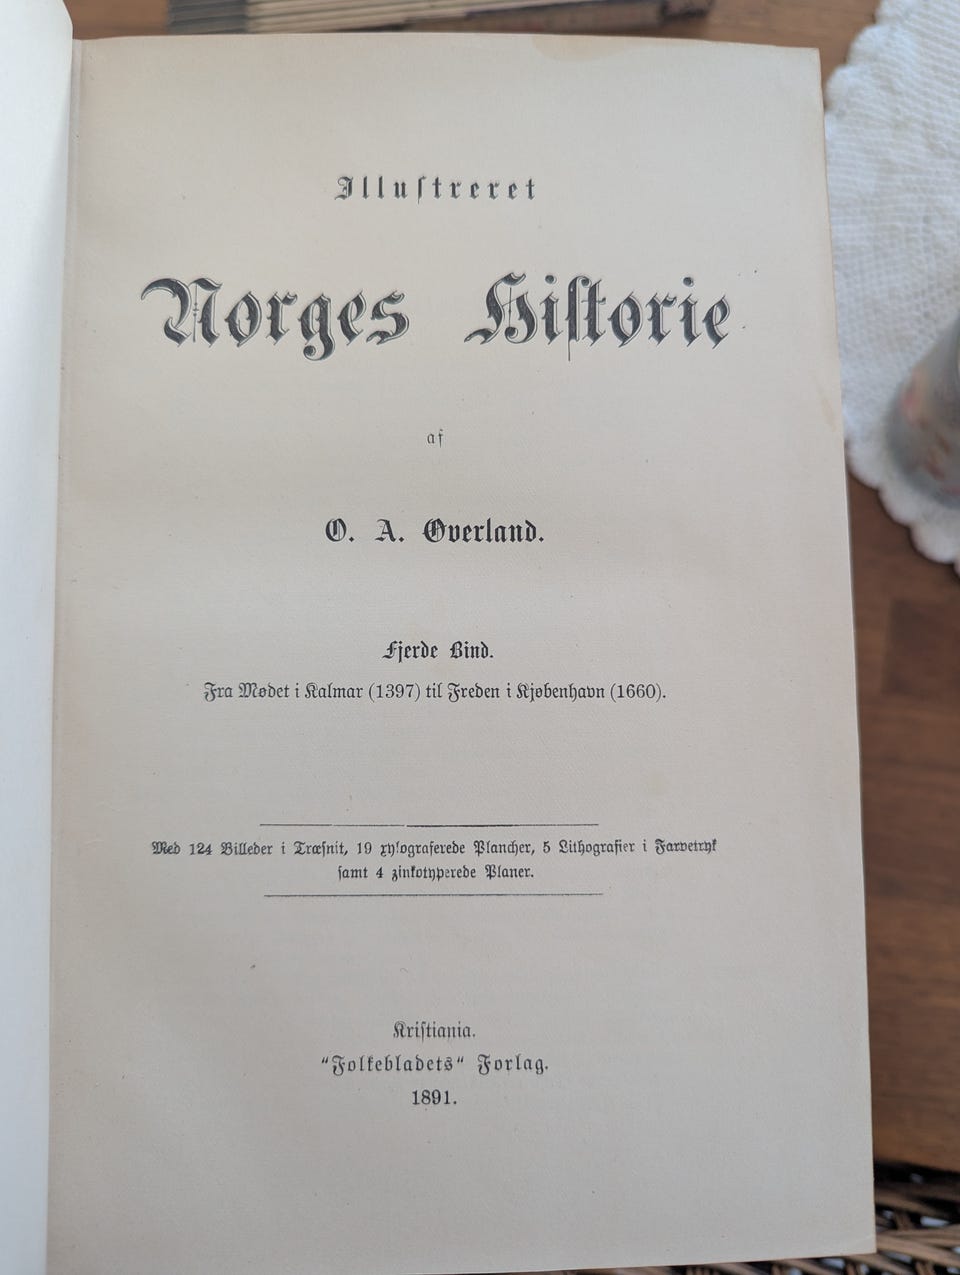 Illuſtreret
Norges Hiſtorie
af
O. A. Øverland.
Fjerde Bind.
Fra Mødet i Kalmar (1397) til Freden i Kjøbenhavn (1660).
Med 124 Billeder i Træſnit, 19 xylograferede Plancher, 5 Lithografier i Farvetryk
ſamt 4 zinkotyperede Planer.
Kriſtiania.
"Folkebladets" Forlag.
1891.